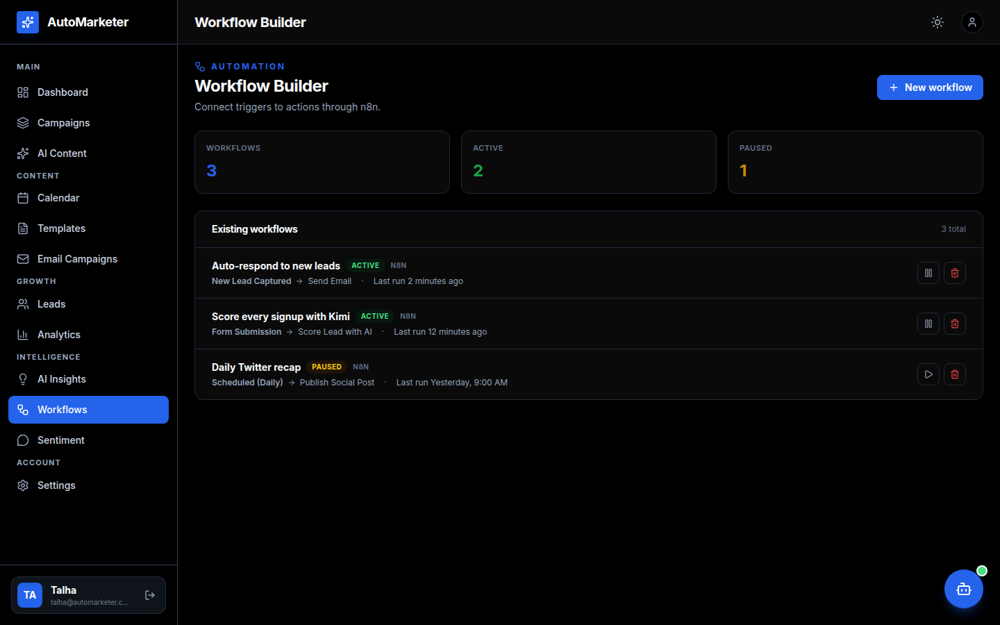 AutoMarketer
Workflow Builder
MAIN
Dashboard
Campaigns
AI Content
CONTENT
Calendar
Templates
Email Campaigns
GROWTH
Leads
Analytics
INTELLIGENCE
AI Insights
Workflows
Sentiment
ACCOUNT
Settings
TA
Talha
talha@automarketer.c...
AUTOMATION
Workflow Builder
Connect triggers to actions through n8n.
New workflow
WORKFLOWS
3
ACTIVE
2
PAUSED
1
Existing workflows
3 total
Auto-respond to new leads ACTIVE N8N
New Lead Captured → Send Email · Last run 2 minutes ago
Score every signup with Kimi ACTIVE N8N
Form Submission → Score Lead with AI · Last run 12 minutes ago
Daily Twitter recap PAUSED N8N
Scheduled (Daily) → Publish Social Post · Last run Yesterday, 9:00 AM